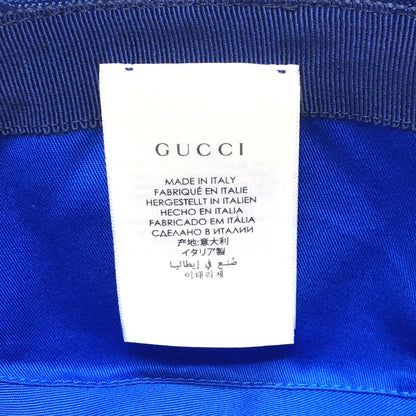 GUCCI
MADE IN ITALY
FABRIQUÉ EN ITALIE
HERGESTELLT IN ITALIEN
HECHO EN ITALIA
FABRICADO EM ITÁLIA
СДЕЛАНО В ИТАЛИИ
产地:意大利
イタリア製
صُنع في إيطاليا
이태리제